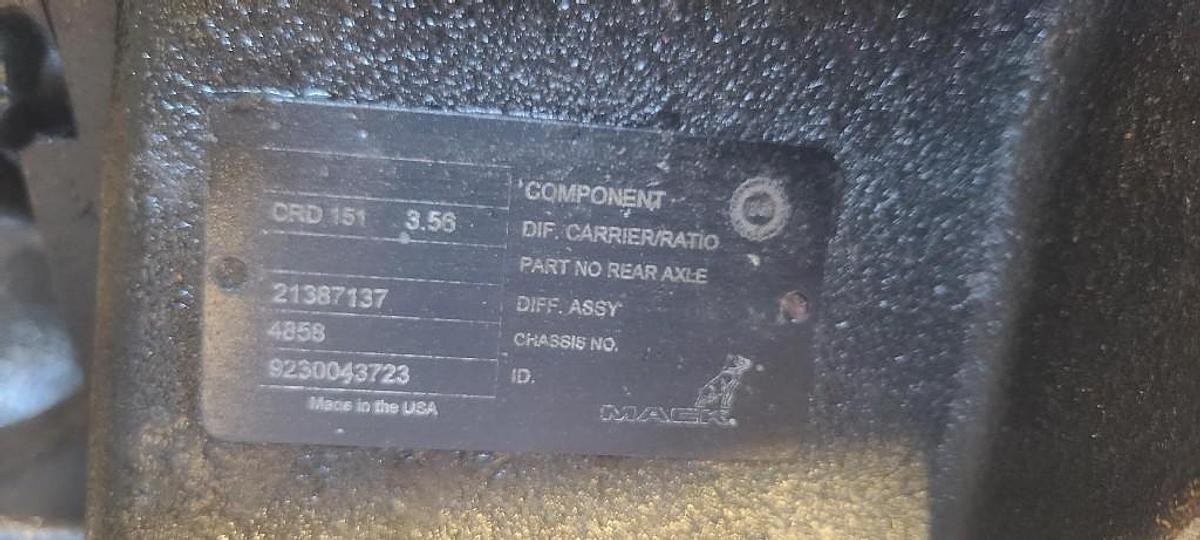 COMPONENT
CRD 151 3.56 DIF. CARRIER/RATIO
PART NO REAR AXLE
21387137 DIFF. ASSY
4858 CHASSIS NO.
9230043723 ID.
Made in the USA
MACK